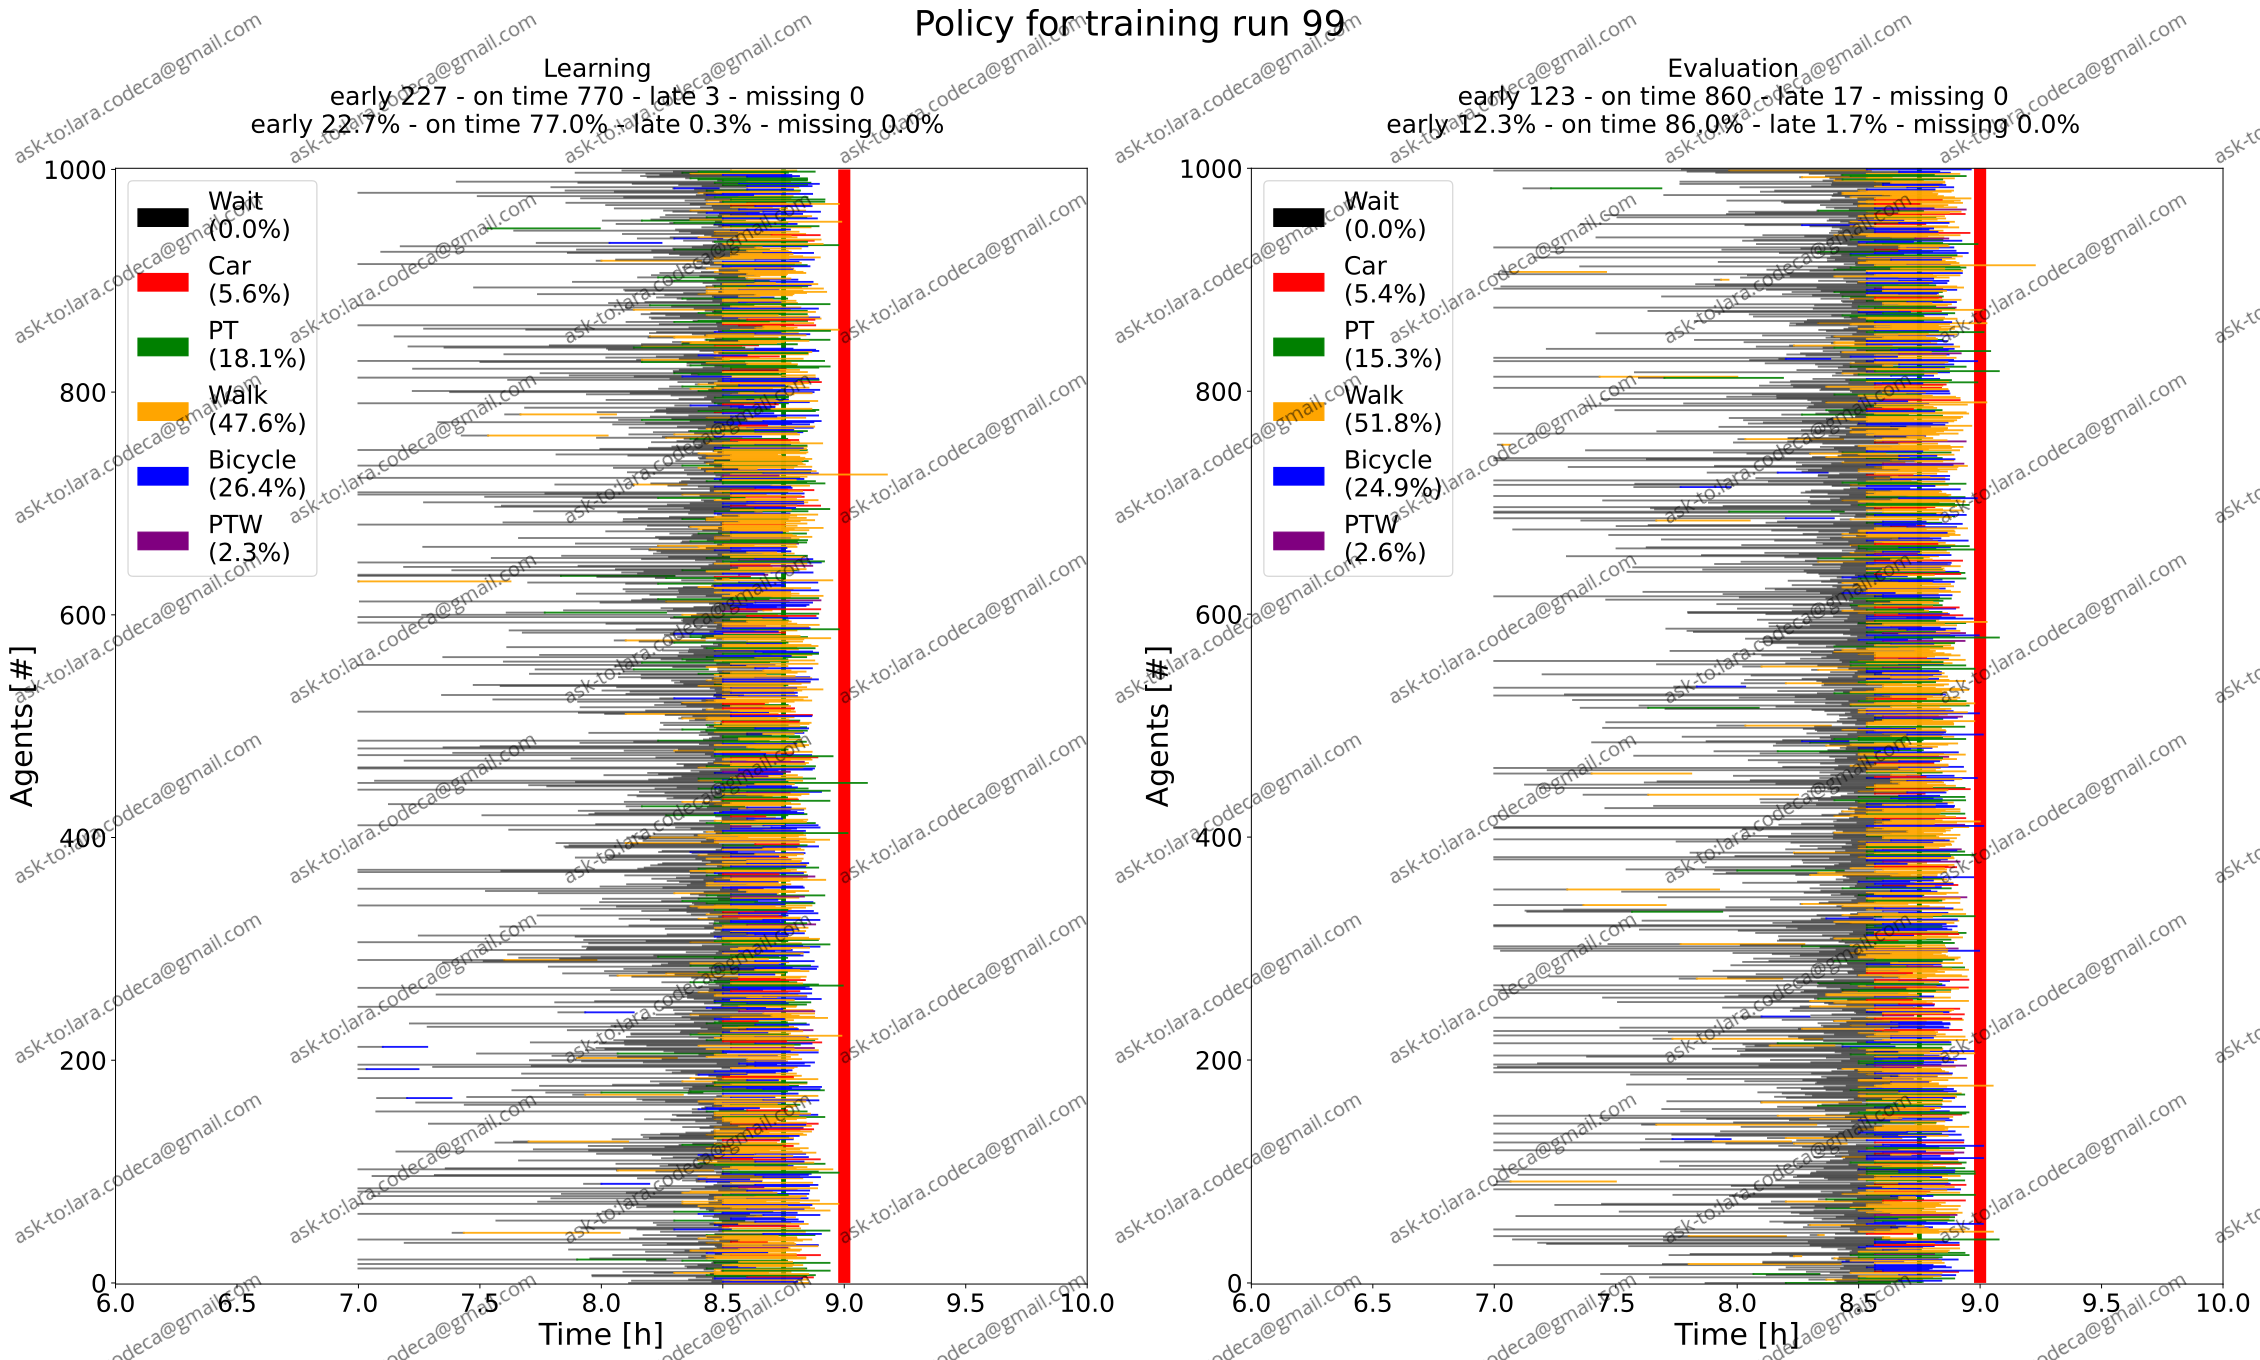 Policy for training run 99
Learning
early 227 - on time 770 - late 3 - missing 0
early 22.7% - on time 77.0% - late 0.3% - missing 0.0%
1000
800
600
400
200
0
Agents [#]
Wait
(0.0%)
Car
(5.6%)
PT
(18.1%)
Walk
(47.6%)
Bicycle
(26.4%)
PTW
(2.3%)
6.0 6.5 7.0 7.5 8.0 8.5 9.0 9.5 10.0
Time [h]
Evaluation
early 123 - on time 860 - late 17 - missing 0
early 12.3% - on time 86.0% - late 1.7% - missing 0.0%
1000
800
600
400
200
0
Agents [#]
Wait
(0.0%)
Car
(5.4%)
PT
(15.3%)
Walk
(51.8%)
Bicycle
(24.9%)
PTW
(2.6%)
6.0 6.5 7.0 7.5 8.0 8.5 9.0 9.5 10.0
Time [h]
ask-to:lara.codeca@gmail.com